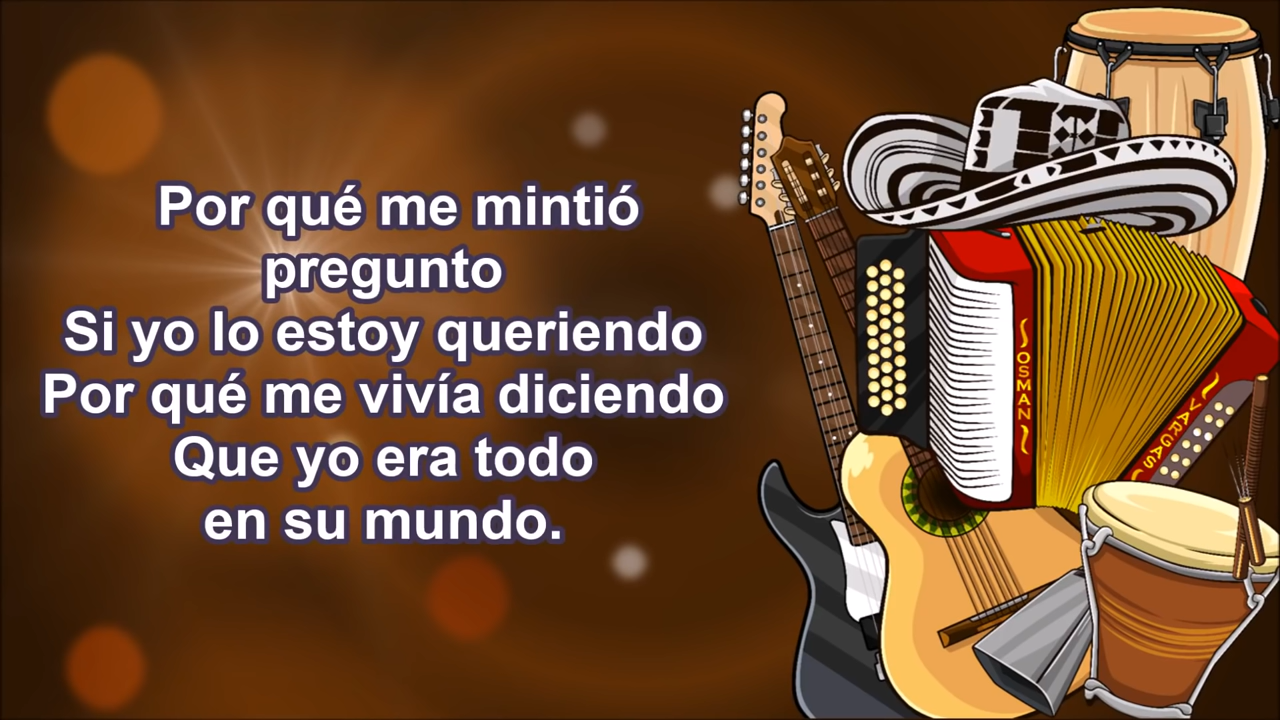 Por qué me mintió
pregunto
Si yo lo estoy queriendo
Por qué me vivía diciendo
Que yo era todo
en su mundo.
OSMAN
VARGAS